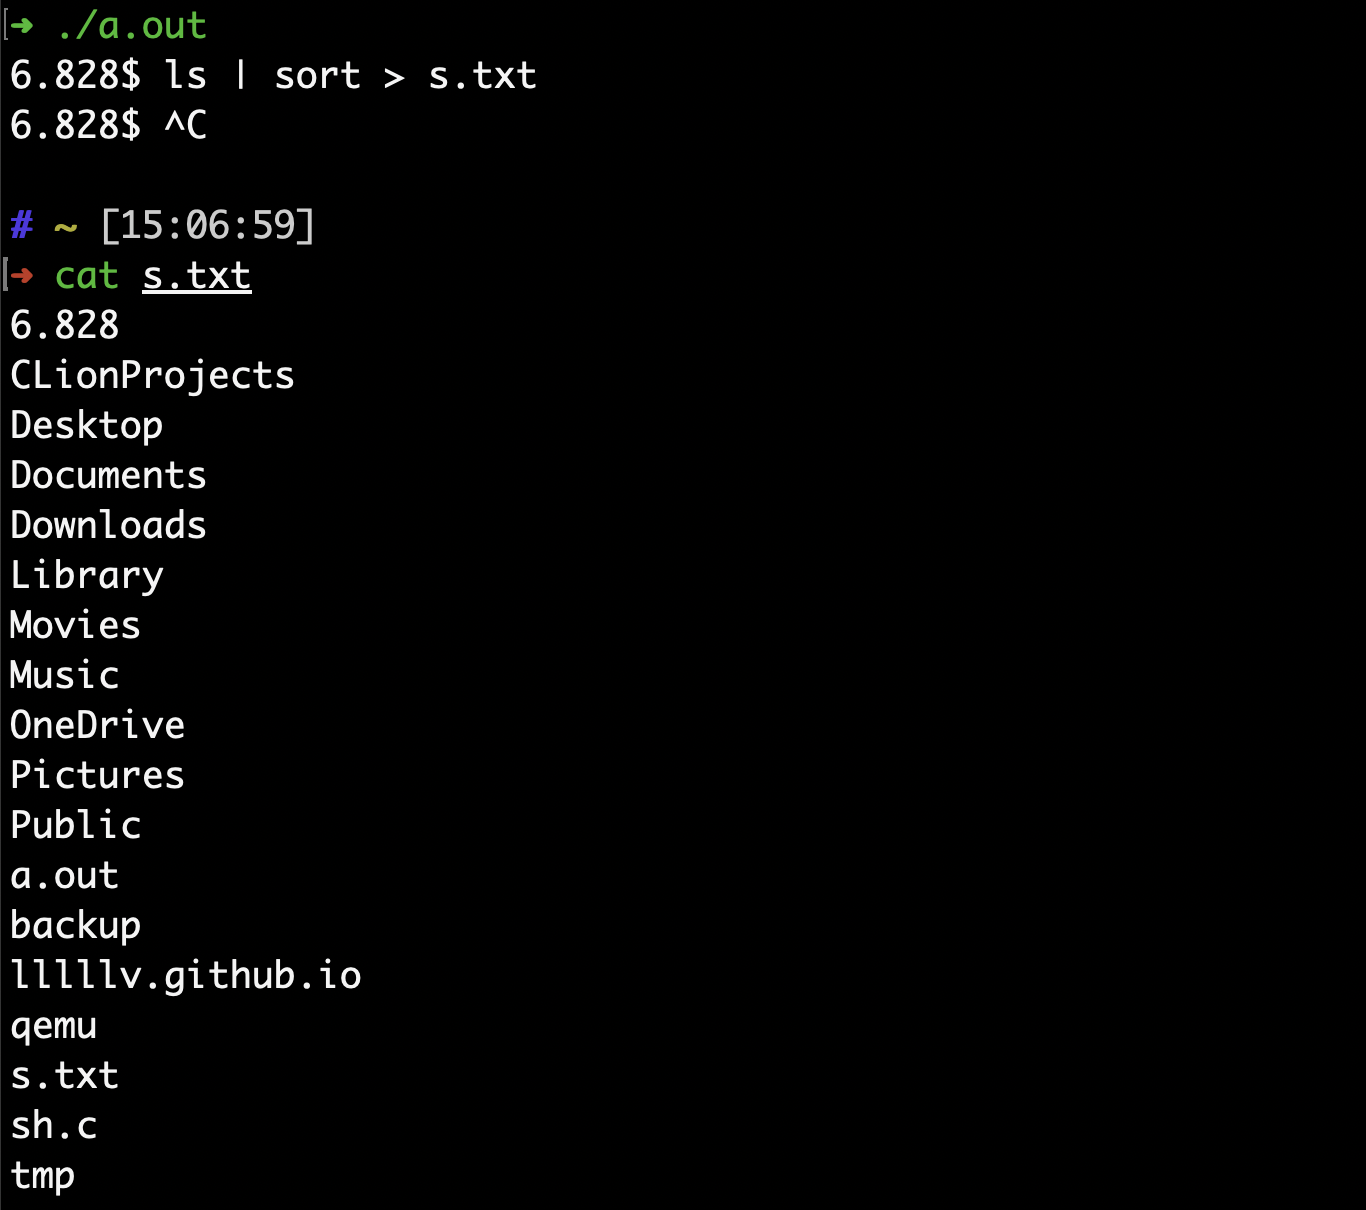 ➜ ./a.out
6.828$ ls | sort > s.txt
6.828$ ^C
# ~ [15:06:59]
➜ cat s.txt
6.828
CLionProjects
Desktop
Documents
Downloads
Library
Movies
Music
OneDrive
Pictures
Public
a.out
backup
lllllv.github.io
qemu
s.txt
sh.c
tmp